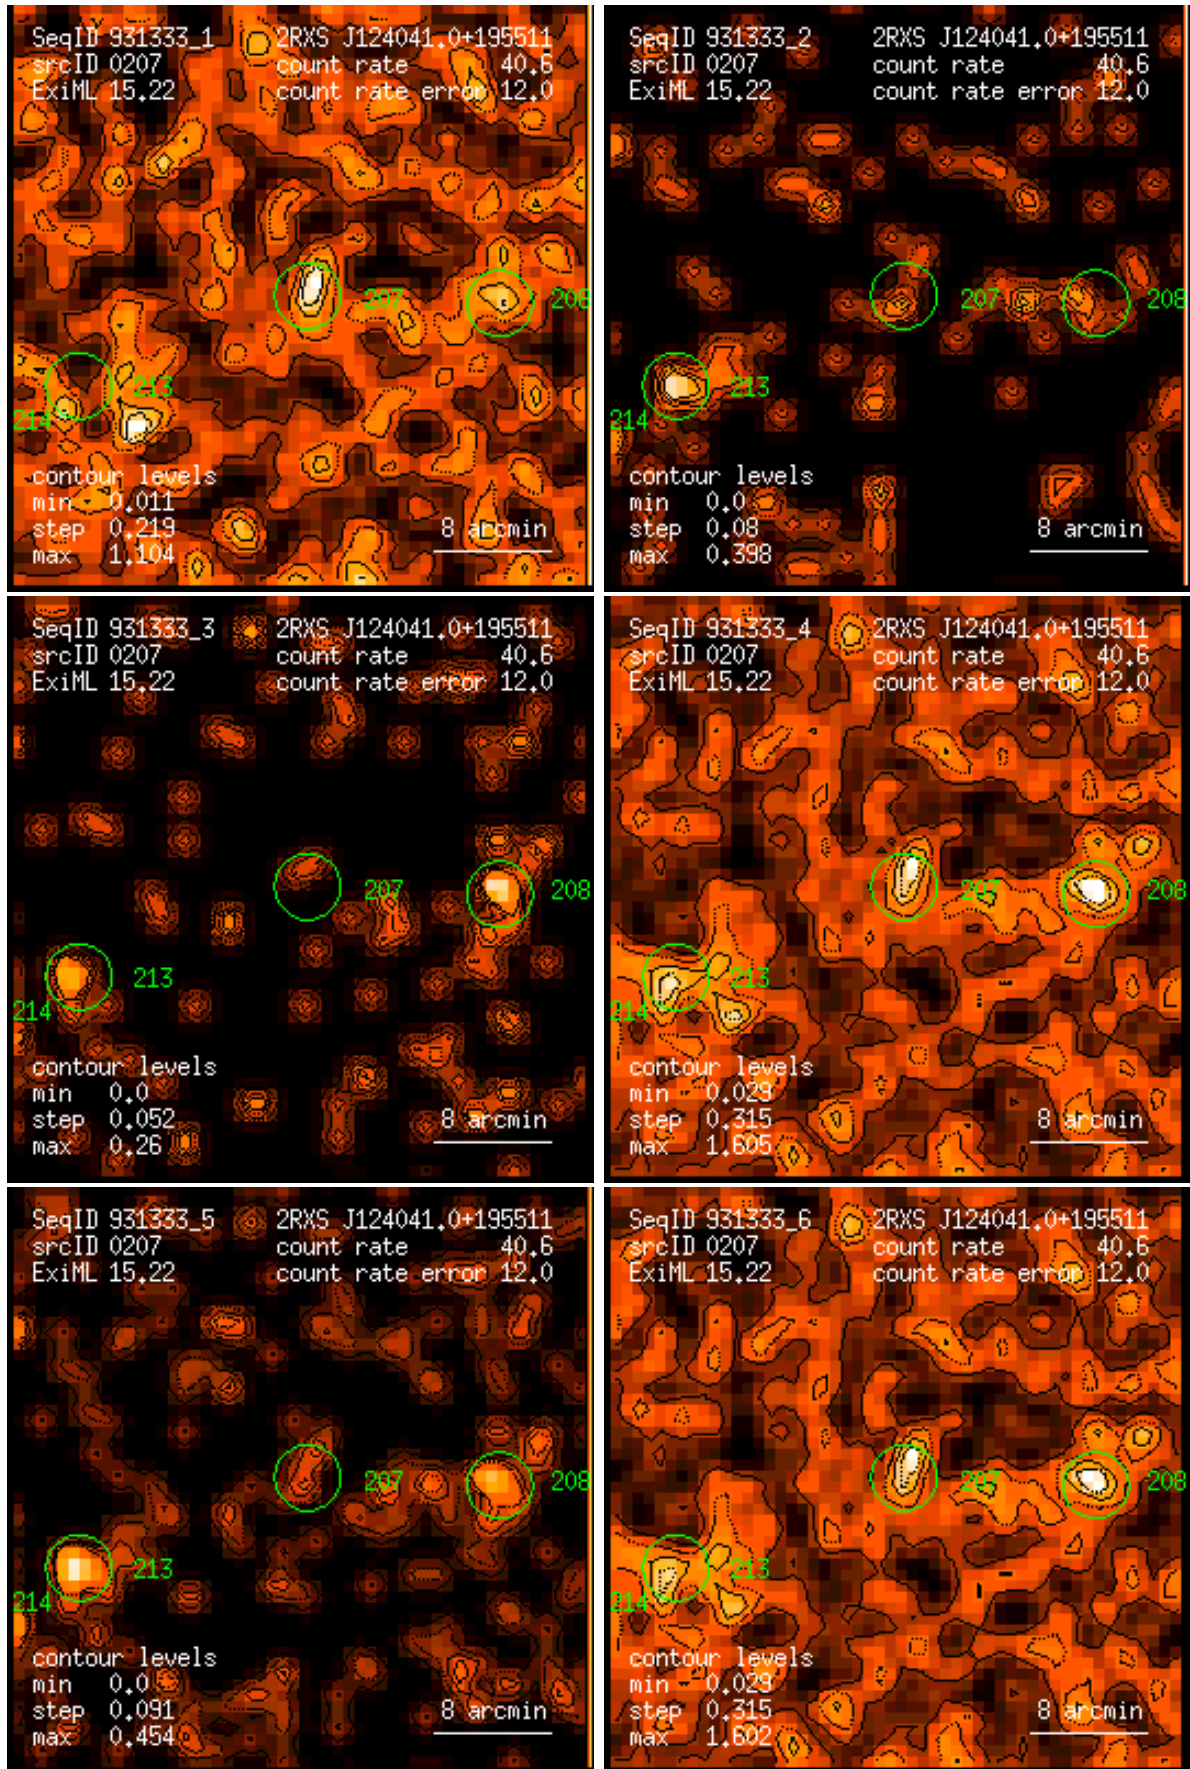 SeqID 931333_1 2RXS J124041.0+195511
srcID 0207 count rate 40.6
ExiML 15.22 count rate error 12.0
207
208
213
214
contour levels
min 0.011
step 0.219
max 1.104
8 arcmin
SeqID 931333_2 2RXS J124041.0+195511
srcID 0207 count rate 40.6
ExiML 15.22 count rate error 12.0
207
208
213
214
contour levels
min 0.0
step 0.08
max 0.398
8 arcmin
SeqID 931333_3 2RXS J124041.0+195511
srcID 0207 count rate 40.6
ExiML 15.22 count rate error 12.0
207
208
213
214
contour levels
min 0.0
step 0.052
max 0.26
8 arcmin
SeqID 931333_4 2RXS J124041.0+195511
srcID 0207 count rate 40.6
ExiML 15.22 count rate error 12.0
207
208
213
214
contour levels
min 0.029
step 0.315
max 1.605
8 arcmin
SeqID 931333_5 2RXS J124041.0+195511
srcID 0207 count rate 40.6
ExiML 15.22 count rate error 12.0
207
208
213
214
contour levels
min 0.0
step 0.091
max 0.454
8 arcmin
SeqID 931333_6 2RXS J124041.0+195511
srcID 0207 count rate 40.6
ExiML 15.22 count rate error 12.0
207
208
213
214
contour levels
min 0.029
step 0.315
max 1.602
8 arcmin